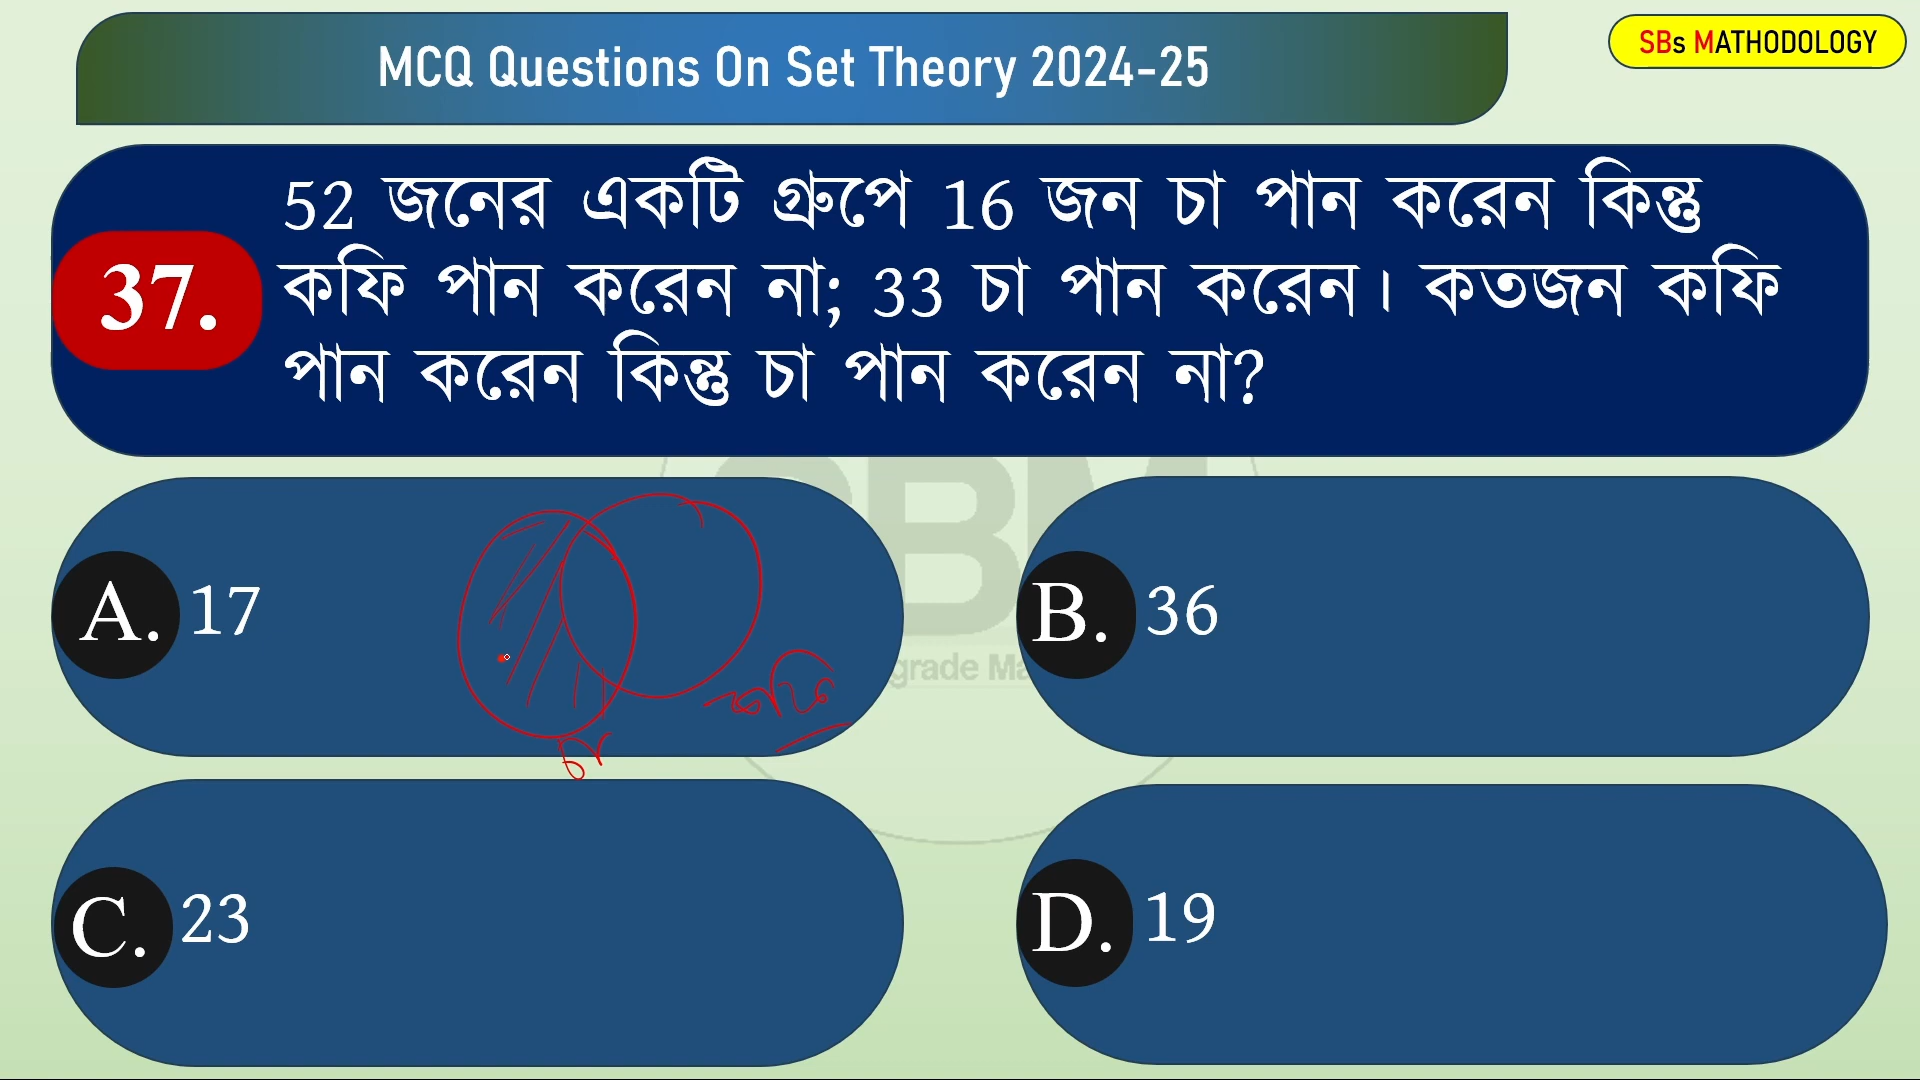 MCQ Questions On Set Theory 2024-25
SBs MATHODOLOGY
37.
52 জনের একটি গ্রুপে 16 জন চা পান করেন কিন্তু
কফি পান করেন না; 33 চা পান করেন। কতজন কফি
পান করেন কিন্তু চা পান করেন না?
A. 17
B. 36
C. 23
D. 19
কফি
চা